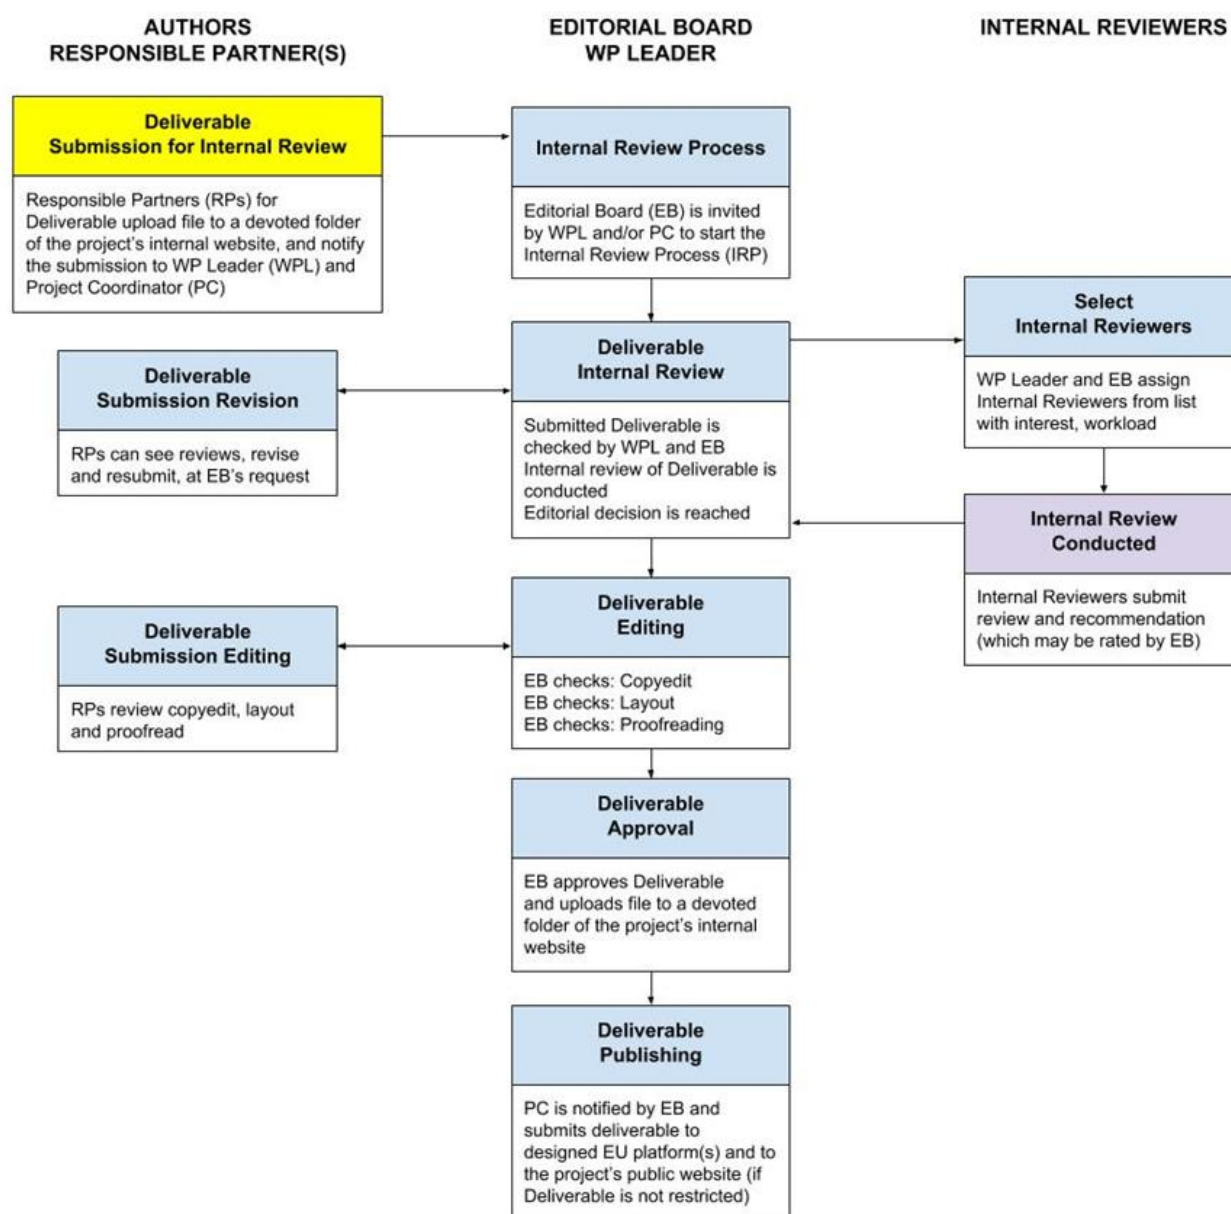 AUTHORS
RESPONSIBLE PARTNER(S)
EDITORIAL BOARD
WP LEADER
INTERNAL REVIEWERS
Deliverable
Submission for Internal Review
Responsible Partners (RPs) for
Deliverable upload file to a devoted folder
of the project's internal website, and notify
the submission to WP Leader (WPL) and
Project Coordinator (PC)
Internal Review Process
Editorial Board (EB) is invited
by WPL and/or PC to start the
Internal Review Process (IRP)
Select
Internal Reviewers
WP Leader and EB assign
Internal Reviewers from list
with interest, workload
Deliverable
Internal Review
Submitted Deliverable is
checked by WPL and EB
Internal review of Deliverable is
conducted
Editorial decision is reached
Deliverable
Submission Revision
RPs can see reviews, revise
and resubmit, at EB's request
Internal Review
Conducted
Internal Reviewers submit
review and recommendation
(which may be rated by EB)
Deliverable
Editing
EB checks: Copyedit
EB checks: Layout
EB checks: Proofreading
Deliverable
Submission Editing
RPs review copyedit, layout
and proofread
Deliverable
Approval
EB approves Deliverable
and uploads file to a devoted
folder of the project's internal
website
Deliverable
Publishing
PC is notified by EB and
submits deliverable to
designed EU platform(s) and to
the project's public website (if
Deliverable is not restricted)